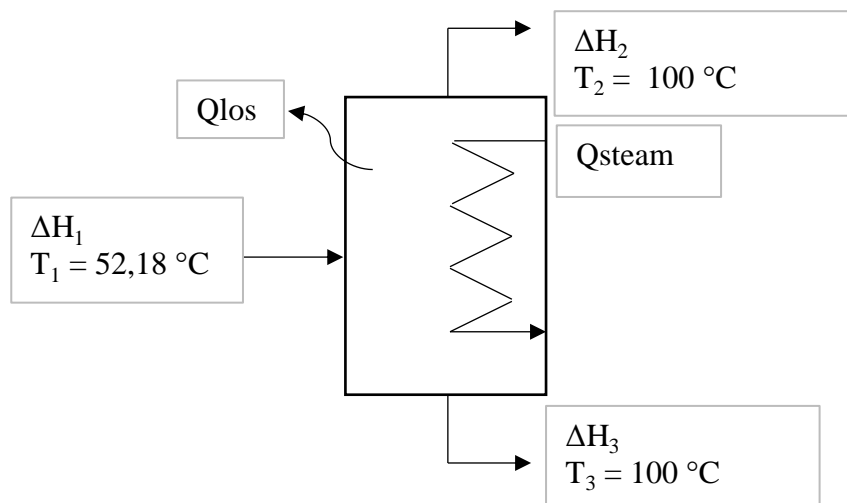 ΔH₂
T₂ =  100 °C
Qlos
Qsteam
ΔH₁
T₁ = 52,18 °C
ΔH₃
T₃ = 100 °C